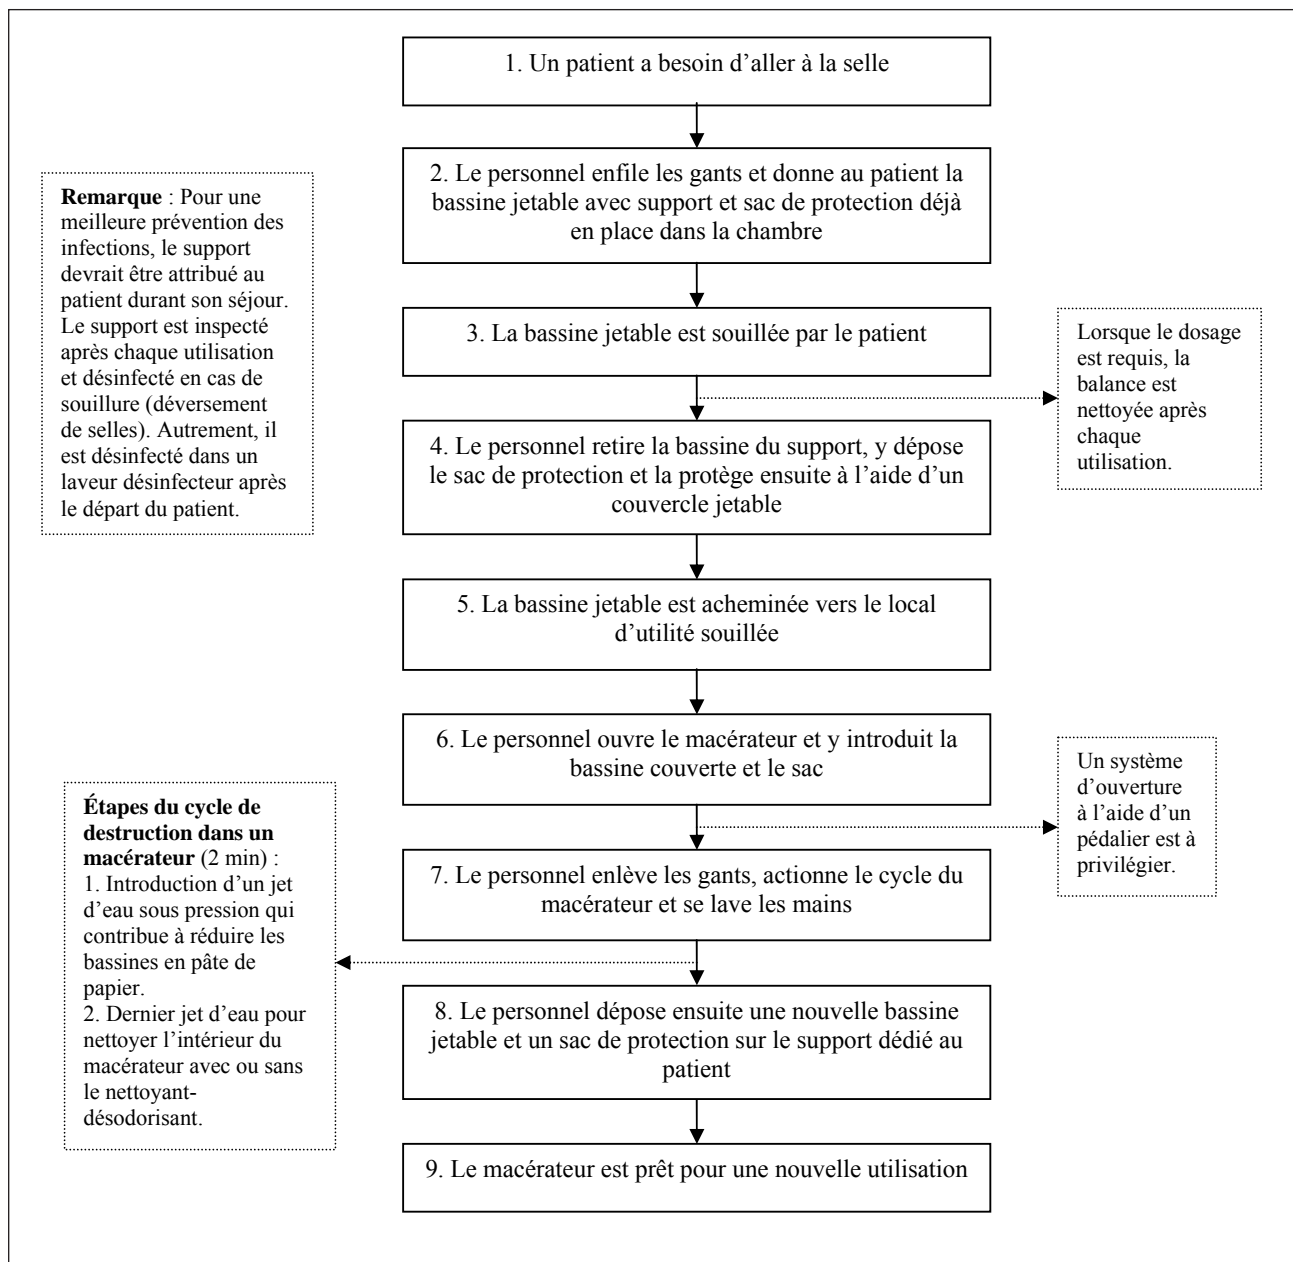 1. Un patient a besoin d’aller à la selle
2. Le personnel enfile les gants et donne au patient la
bassine jetable avec support et sac de protection déjà
en place dans la chambre
Remarque : Pour une
meilleure prévention des
infections, le support
devrait être attribué au
patient durant son séjour.
Le support est inspecté
après chaque utilisation
et désinfecté en cas de
souillure (déversement
de selles). Autrement, il
est désinfecté dans un
laveur désinfecteur après
le départ du patient.
3. La bassine jetable est souillée par le patient
Lorsque le dosage
est requis, la
balance est
nettoyée après
chaque
utilisation.
4. Le personnel retire la bassine du support, y dépose
le sac de protection et la protège ensuite à l’aide d’un
couvercle jetable
5. La bassine jetable est acheminée vers le local
d’utilité souillée
6. Le personnel ouvre le macérateur et y introduit la
bassine couverte et le sac
Un système
d’ouverture
à l’aide d’un
pédalier est à
privilégier.
7. Le personnel enlève les gants, actionne le cycle du
macérateur et se lave les mains
Étapes du cycle de
destruction dans un
macérateur (2 min) :
1. Introduction d’un jet
d’eau sous pression qui
contribue à réduire les
bassines en pâte de
papier.
2. Dernier jet d’eau pour
nettoyer l’intérieur du
macérateur avec ou sans
le nettoyant-
désodorisant.
8. Le personnel dépose ensuite une nouvelle bassine
jetable et un sac de protection sur le support dédié au
patient
9. Le macérateur est prêt pour une nouvelle utilisation